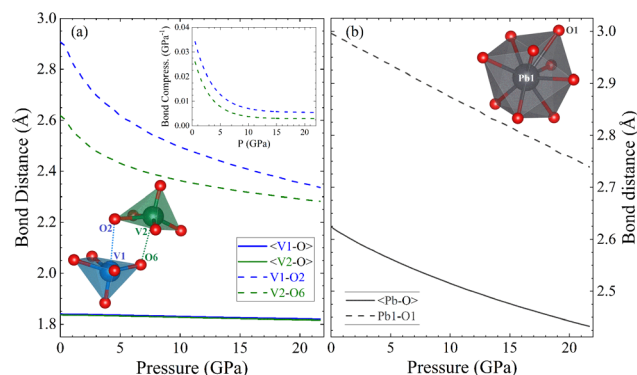 (a)
Bond Distance (Å)
3.0
2.8
2.6
2.4
2.2
2.0
1.8
0
5
10
15
20
Pressure (GPa)
Bond Compress. (GPa-1)
0.04
0.03
0.02
0.01
0.00
0
5
10
15
20
P (GPa)
O2
V2
V1
O6
<V1-O>
<V2-O>
V1-O2
V2-O6
(b)
O1
Pb1
<Pb-O>
Pb1-O1
0
5
10
15
20
Pressure (GPa)
3.0
2.9
2.8
2.7
2.6
2.5
Bond distance (Å)